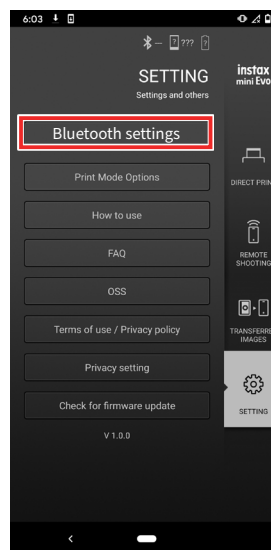 6:03
? ??? ?
SETTING
Settings and others
instax
mini Evo
Bluetooth settings
Print Mode Options
DIRECT PRIN
How to use
FAQ
REMOTE
SHOOTING
OSS
Terms of use / Privacy policy
TRANSFERRE
IMAGES
Privacy setting
Check for firmware update
SETTING
V 1.0.0